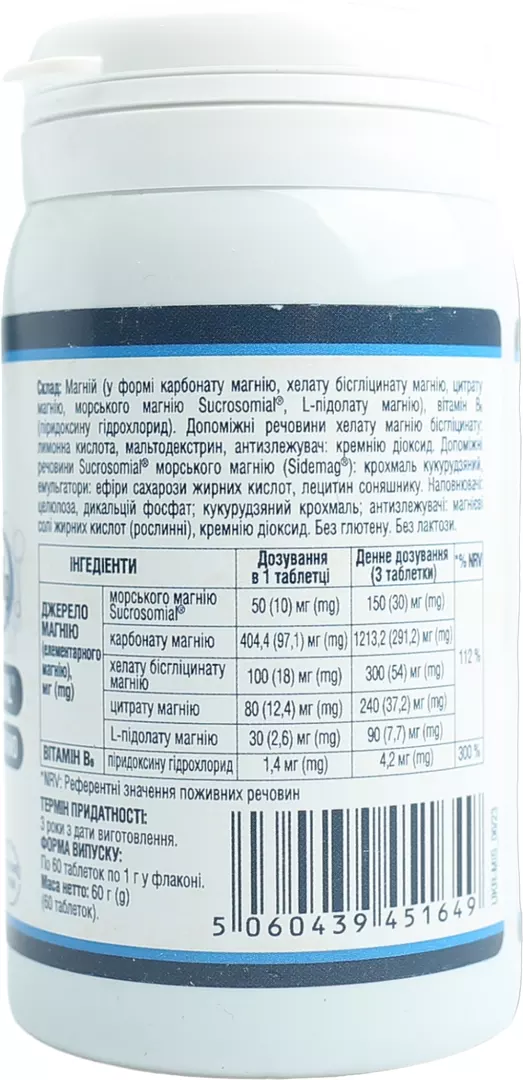 Склад: Магній (у формі карбонату магнію, хелату бісгліцинату магнію, цитрату
магнію, морського магнію Sucrosomial®, L-підолату магнію), вітамін B₆
(піридоксину гідрохлорид). Допоміжні речовини хелату магнію бісгліцинату:
лимонна кислота, мальтодекстрин, антизлежувач: кремнію діоксид. Допоміжні
речовини Sucrosomial® морського магнію (Sidemag®): крохмаль кукурудзяний,
емульгатори: ефіри сахарози жирних кислот, лецитин соняшнику. Наповнювачі:
целюлоза, дикальцій фосфат; кукурудзяний крохмаль; антизлежувачі: магнієві
солі жирних кислот (рослинні), кремнію діоксид. Без глютену. Без лактози.
ІНГЕДІЄНТИ Дозування в 1 таблетці Денне дозування (3 таблетки) *% NRV
ДЖЕРЕЛО МАГНІЮ (елементарного магнію), мг (mg)
морського магнію Sucrosomial® 50 (10) мг (mg) 150 (30) мг (mg)
карбонату магнію 404,4 (97,1) мг (mg) 1213,2 (291,2) мг (mg)
112 %
хелату бісгліцинату магнію 100 (18) мг (mg) 300 (54) мг (mg)
цитрату магнію 80 (12,4) мг (mg) 240 (37,2) мг (mg)
L-підолату магнію 30 (2,6) мг (mg) 90 (7,7) мг (mg)
ВІТАМІН B₆ піридоксину гідрохлорид 1,4 мг (mg) 4,2 мг (mg) 300 %
*NRV: Референтні значення поживних речовин
ТЕРМІН ПРИДАТНОСТІ:
3 роки з дати виготовлення.
ФОРМА ВИПУСКУ:
По 60 таблеток по 1 г у флаконі.
Маса нетто: 60 г (g)
(60 таблеток).
5 060439 451649
UKR-MIS 06/23